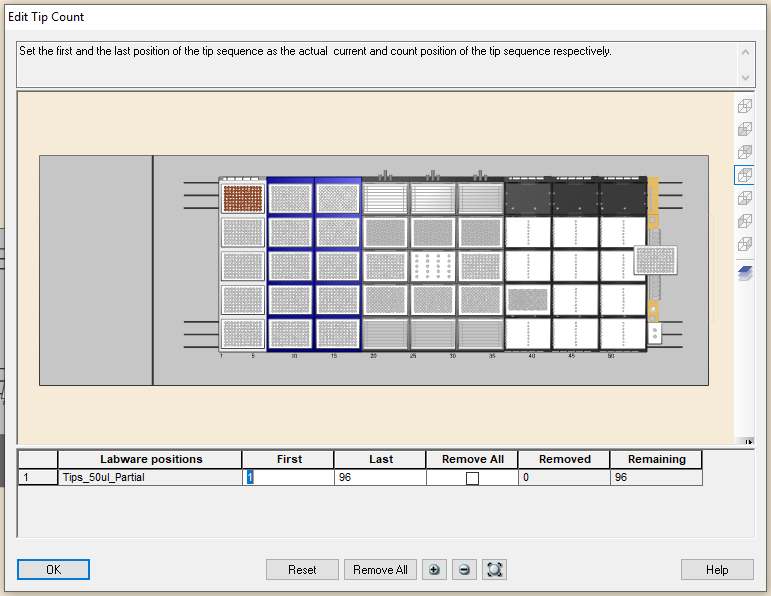 Edit Tip Count
Set the first and the last position of the tip sequence as the actual current and count position of the tip sequence respectively.
1 5 10 15 20 25 30 35 40 45 50
Labware positions First Last Remove All Removed Remaining
1 Tips_50ul_Partial 1 96 0 96
OK Reset Remove All Help